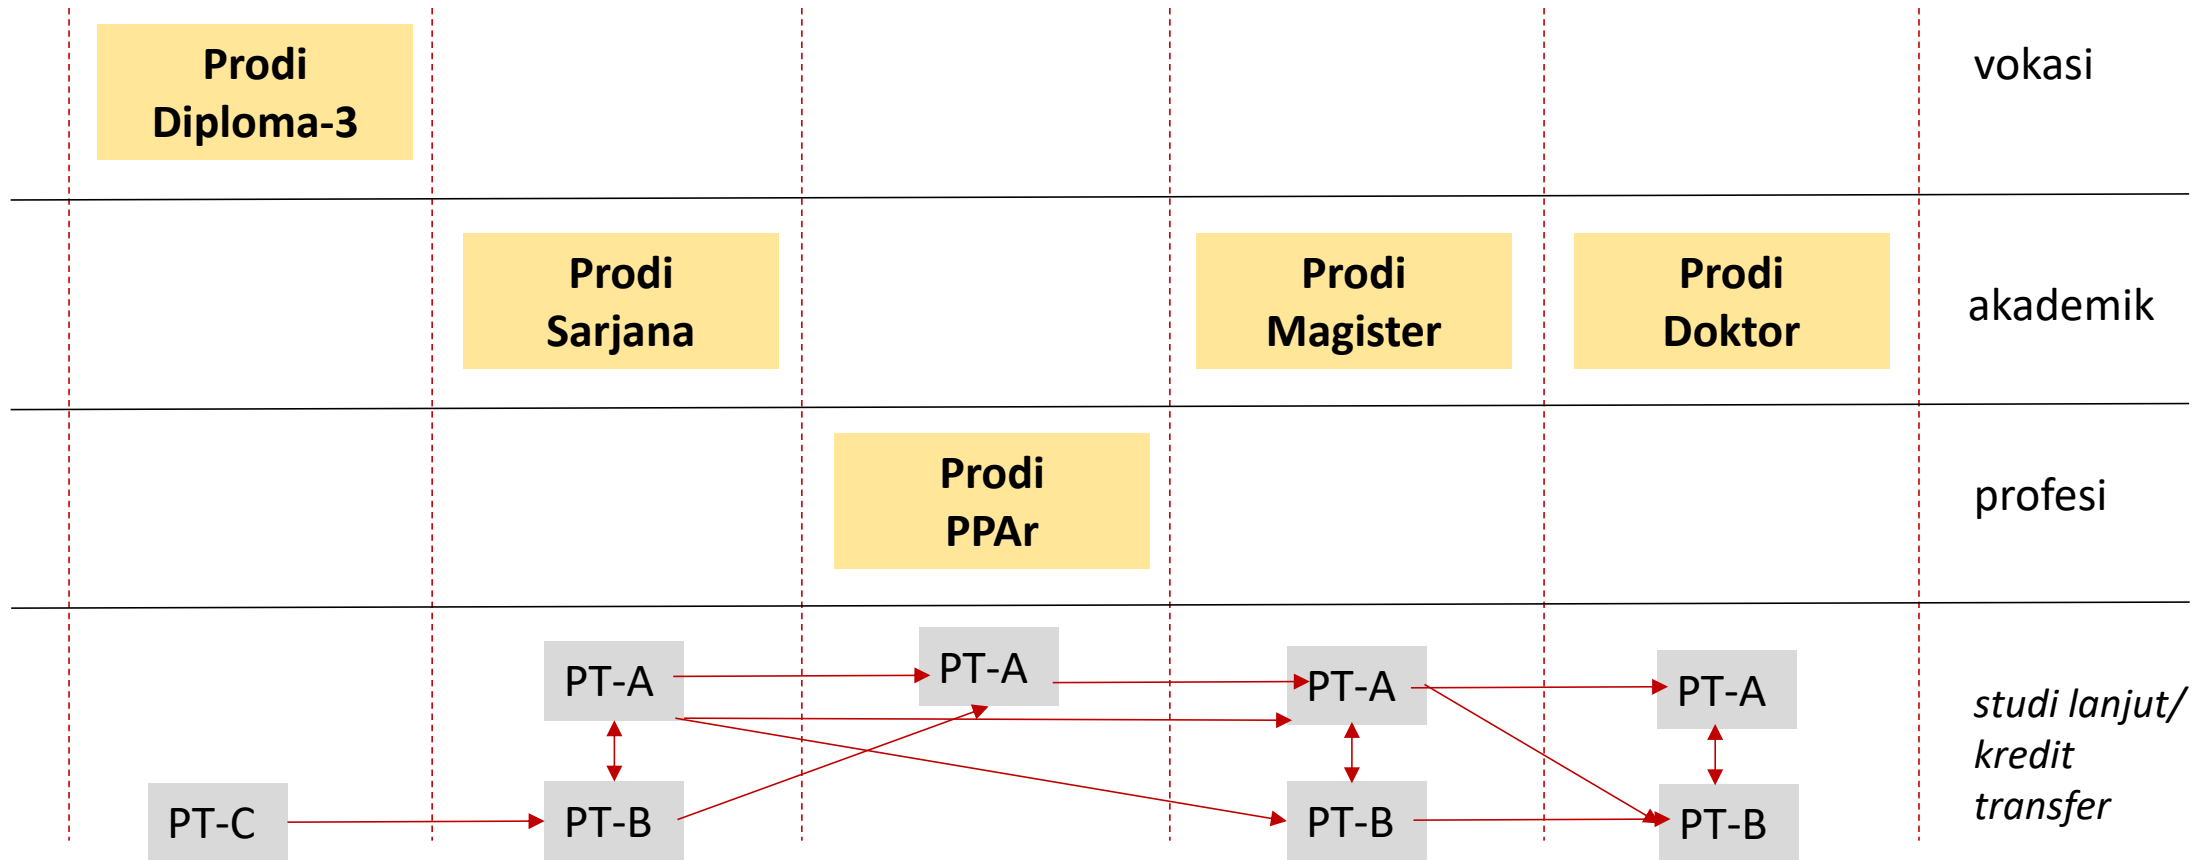 Prodi
Diploma-3
vokasi
Prodi
Sarjana
Prodi
Magister
Prodi
Doktor
akademik
Prodi
PPAr
profesi
PT-A
PT-A
PT-A
PT-A
studi lanjut/
kredit
transfer
PT-C
PT-B
PT-B
PT-B